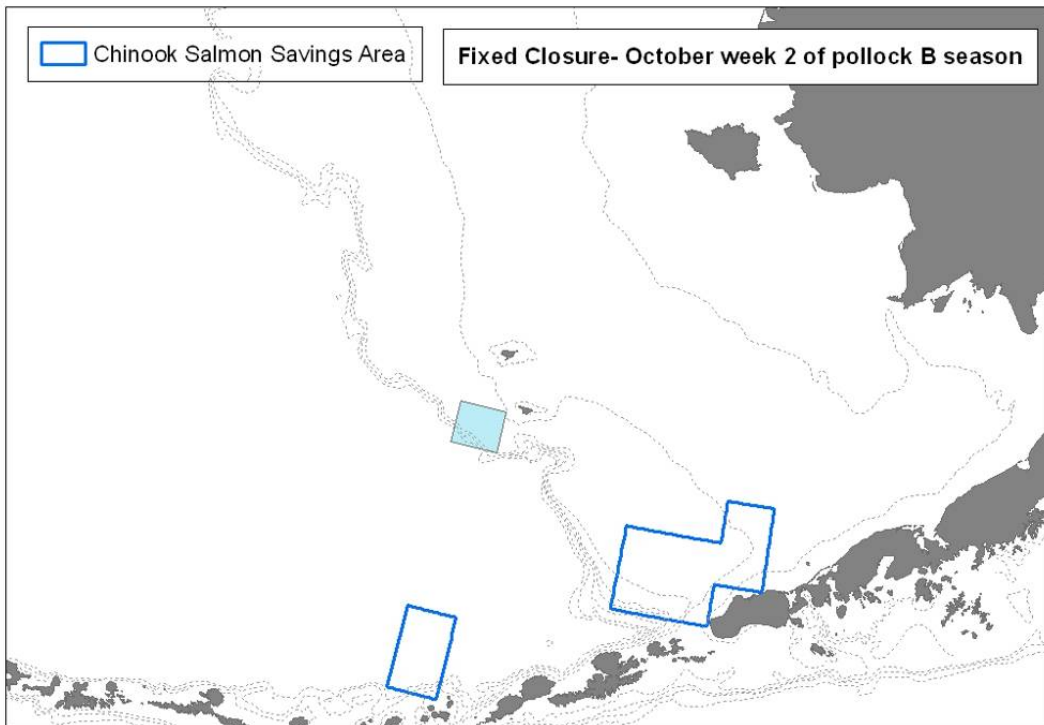 Chinook Salmon Savings Area
Fixed Closure- October week 2 of pollock B season